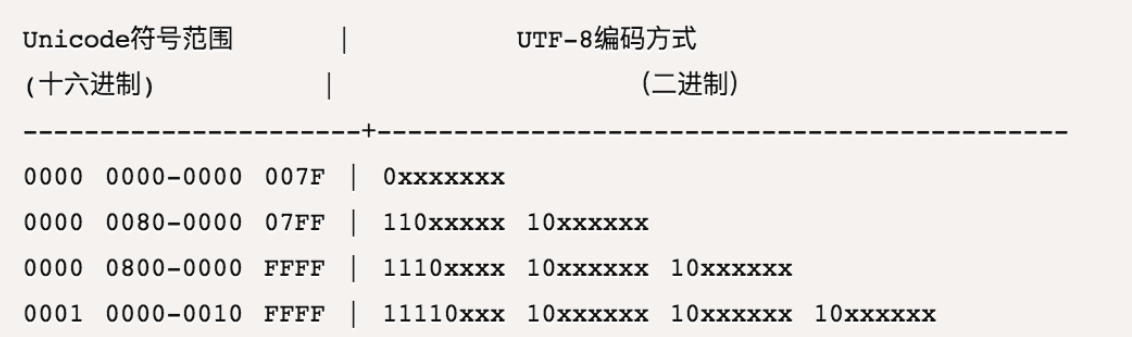 Unicode符号范围 | UTF-8编码方式
(十六进制) | （二进制）
----------------------+---------------------------------------------
0000 0000-0000 007F | 0xxxxxxx
0000 0080-0000 07FF | 110xxxxx 10xxxxxx
0000 0800-0000 FFFF | 1110xxxx 10xxxxxx 10xxxxxx
0001 0000-0010 FFFF | 11110xxx 10xxxxxx 10xxxxxx 10xxxxxx